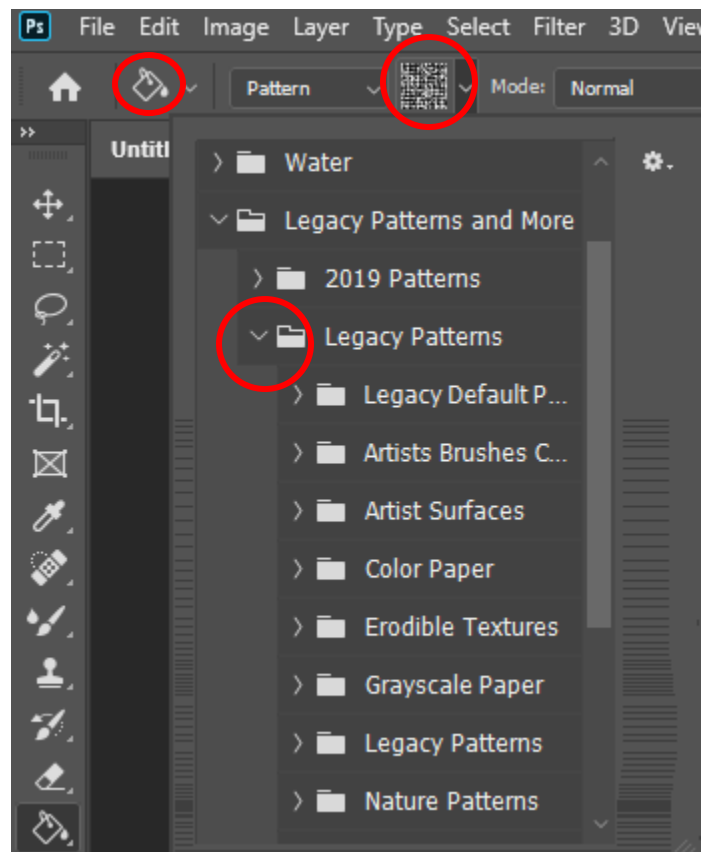 Ps File Edit Image Layer Type Select Filter 3D View
Pattern Mode: Normal
Untitl
Water
Legacy Patterns and More
2019 Patterns
Legacy Patterns
Legacy Default P...
Artists Brushes C...
Artist Surfaces
Color Paper
Erodible Textures
Grayscale Paper
Legacy Patterns
Nature Patterns